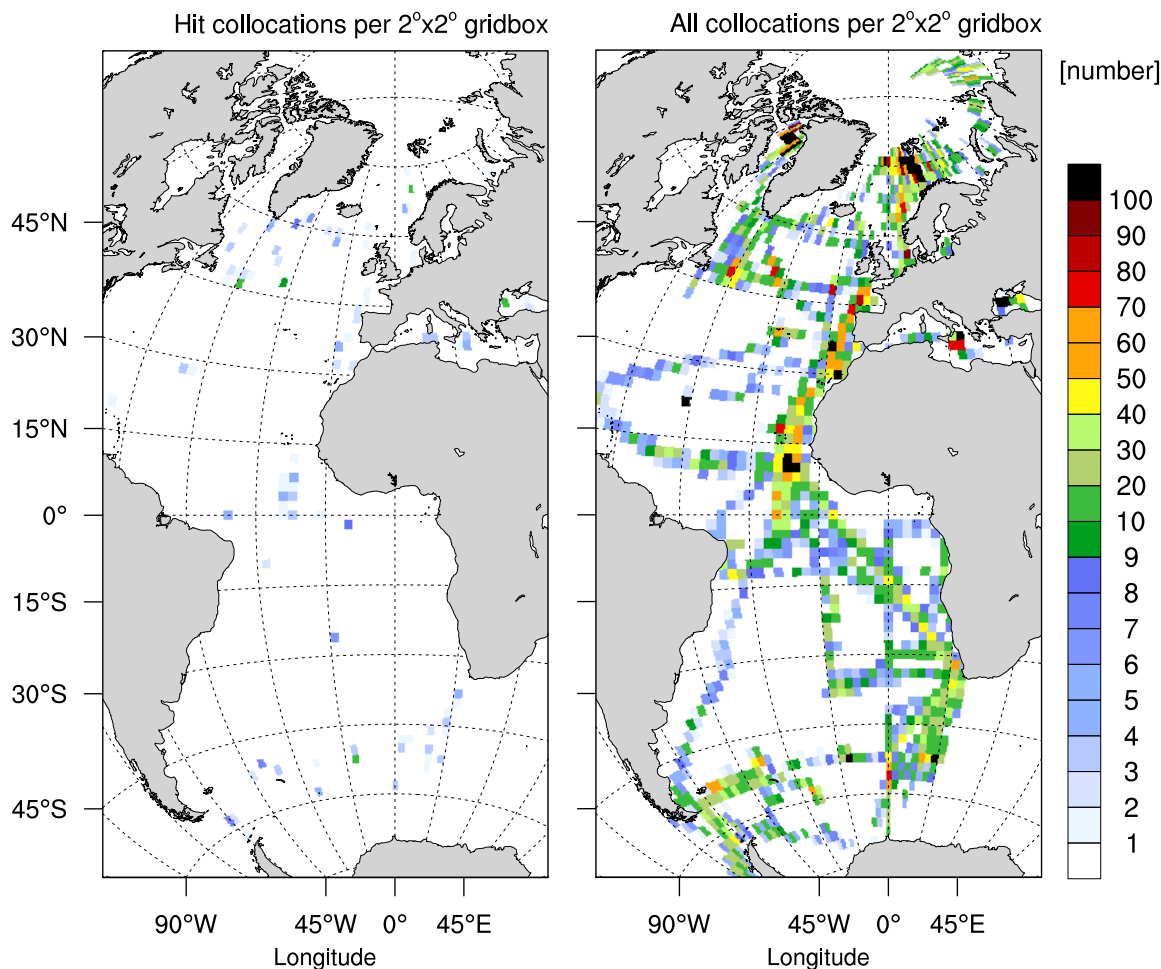 Hit collocations per 2°x2° gridbox
All collocations per 2°x2° gridbox
[number]
45°N
30°N
15°N
0°
15°S
30°S
45°S
100
90
80
70
60
50
40
30
20
10
9
8
7
6
5
4
3
2
1
90°W
45°W
0°
45°E
90°W
45°W
0°
45°E
Longitude
Longitude